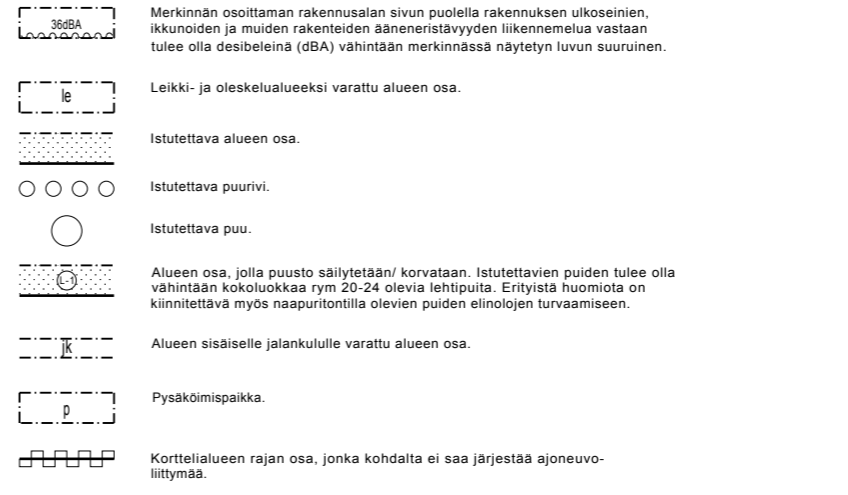 36dBA
Merkinnän osoittaman rakennusalan sivun puolella rakennuksen ulkoseinien,
ikkunoiden ja muiden rakenteiden ääneneristävyyden liikennemelua vastaan
tulee olla desibeleinä (dBA) vähintään merkinnässä näytetyn luvun suuruinen.
le
Leikki- ja oleskelualueeksi varattu alueen osa.
Istutettava alueen osa.
Istutettava puurivi.
Istutettava puu.
L-1
Alueen osa, jolla puusto säilytetään/ korvataan. Istutettavien puiden tulee olla
vähintään kokoluokkaa rym 20-24 olevia lehtipuita. Erityistä huomiota on
kiinnitettävä myös naapuritontilla olevien puiden elinolojen turvaamiseen.
jk
Alueen sisäiselle jalankululle varattu alueen osa.
p
Pysäköimispaikka.
Korttelialueen rajan osa, jonka kohdalta ei saa järjestää ajoneuvo-
liittymää.